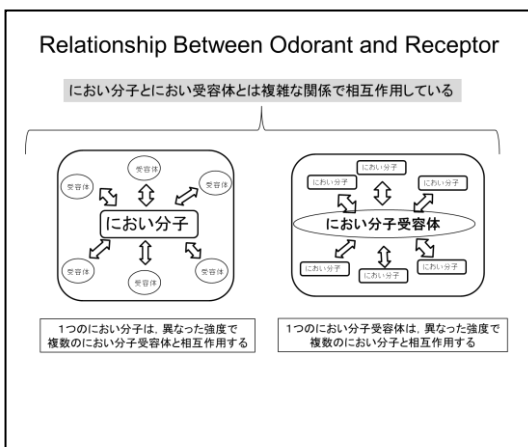 Relationship Between Odorant and Receptor
におい分子とにおい受容体とは複雑な関係で相互作用している
受容体
受容体
受容体
におい分子
受容体
受容体
受容体
1つのにおい分子は，異なった強度で
複数のにおい分子受容体と相互作用する
におい分子
におい分子
におい分子
におい分子受容体
におい分子
におい分子
におい分子
1つのにおい分子受容体は，異なった強度で
複数のにおい分子と相互作用する